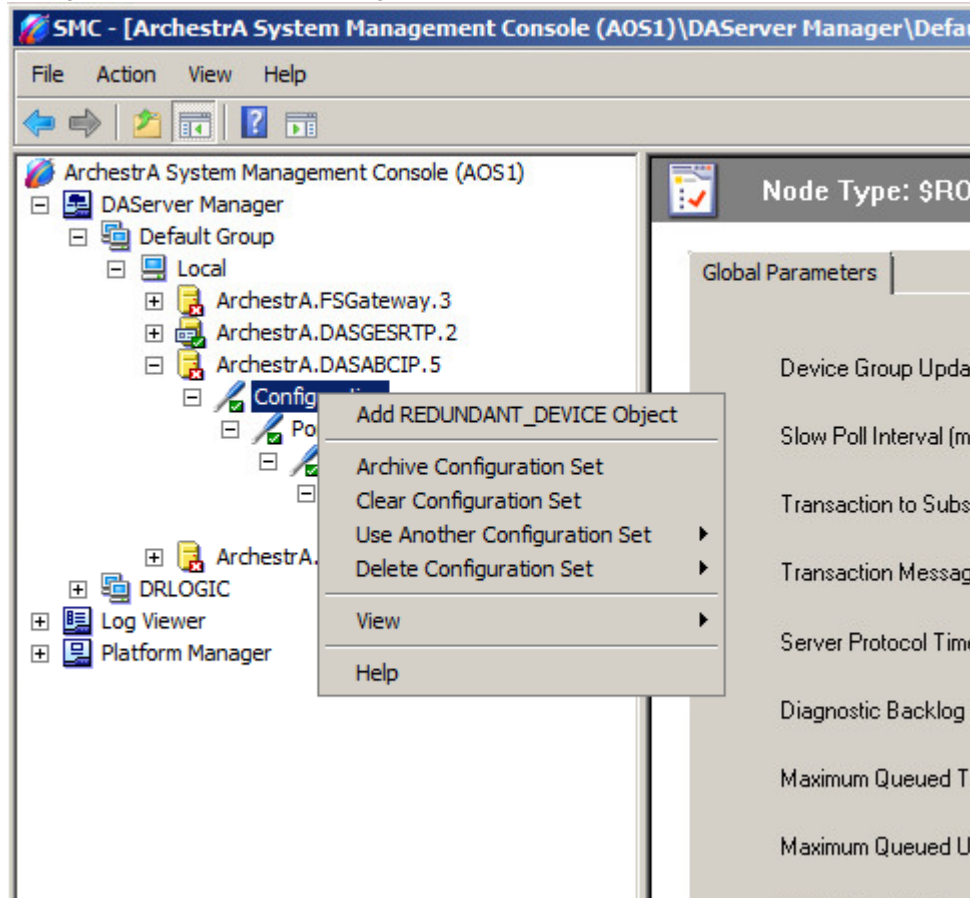 SMC - [ArchestrA System Management Console (AOS1)\DAServer Manager\Defau
File Action View Help
ArchestrA System Management Console (AOS1)
DAServer Manager
Default Group
Local
ArchestrA.FSGateway.3
ArchestrA.DASGESRTP.2
ArchestrA.DASABCIP.5
Config
Po
ArchestrA.
DRLOGIC
Log Viewer
Platform Manager
Add REDUNDANT_DEVICE Object
Archive Configuration Set
Clear Configuration Set
Use Another Configuration Set
Delete Configuration Set
View
Help
Node Type: $RO
Global Parameters
Device Group Upda
Slow Poll Interval (m
Transaction to Subs
Transaction Messag
Server Protocol Time
Diagnostic Backlog
Maximum Queued T
Maximum Queued U